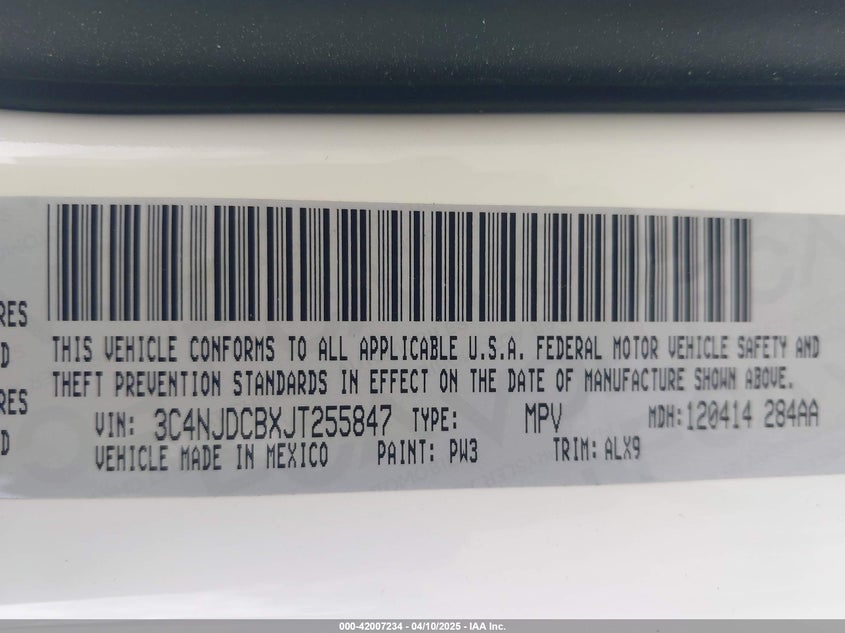 RES
D
RES
D
THIS VEHICLE CONFORMS TO ALL APPLICABLE U.S.A. FEDERAL MOTOR VEHICLE SAFETY AND
THEFT PREVENTION STANDARDS IN EFFECT ON THE DATE OF MANUFACTURE SHOWN ABOVE.
VIN: 3C4NJDCBXJT255847 TYPE: MPV MDH:120414 284AA
VEHICLE MADE IN MEXICO PAINT: PW3 TRIM: ALX9
000-42007234 - 04/10/2025 - IAA Inc.